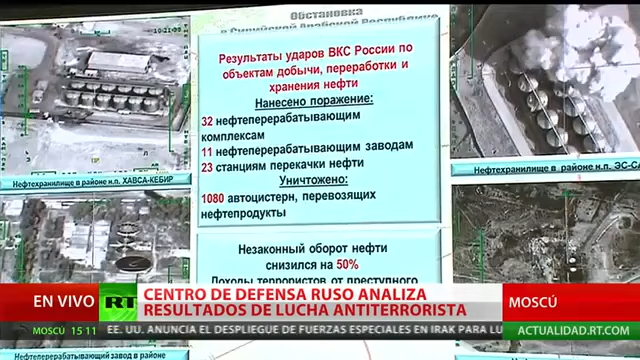 Обстановка
в Сирийской Арабской Республике
10-21-09
Результаты ударов ВКС России по
объектам добычи, переработки и
хранения нефти
Нанесено поражение:
32 нефтеперерабатывающим
комплексам
11 нефтеперерабатывающим заводам
23 станциям перекачки нефти
Уничтожено:
1080 автоцистерн, перевозящих
нефтепродукты
Нефтехранилище в районе н.п. ХАВСА-КЕБИР
Нефтехранилище в районе н.п. ЭС-СА
Незаконный оборот нефти
снизился на 50%
Доходы террористов от преступного
EN VIVO
RT
CENTRO DE DEFENSA RUSO ANALIZA
RESULTADOS DE LUCHA ANTITERRORISTA
MOSCÚ
MOSCÚ 15 11
EE. UU. ANUNCIA EL DESPLIEGUE DE FUERZAS ESPECIALES EN IRAK PARA LU
ACTUALIDAD.RT.COM
Нефтеперерабатывающий завод в районе